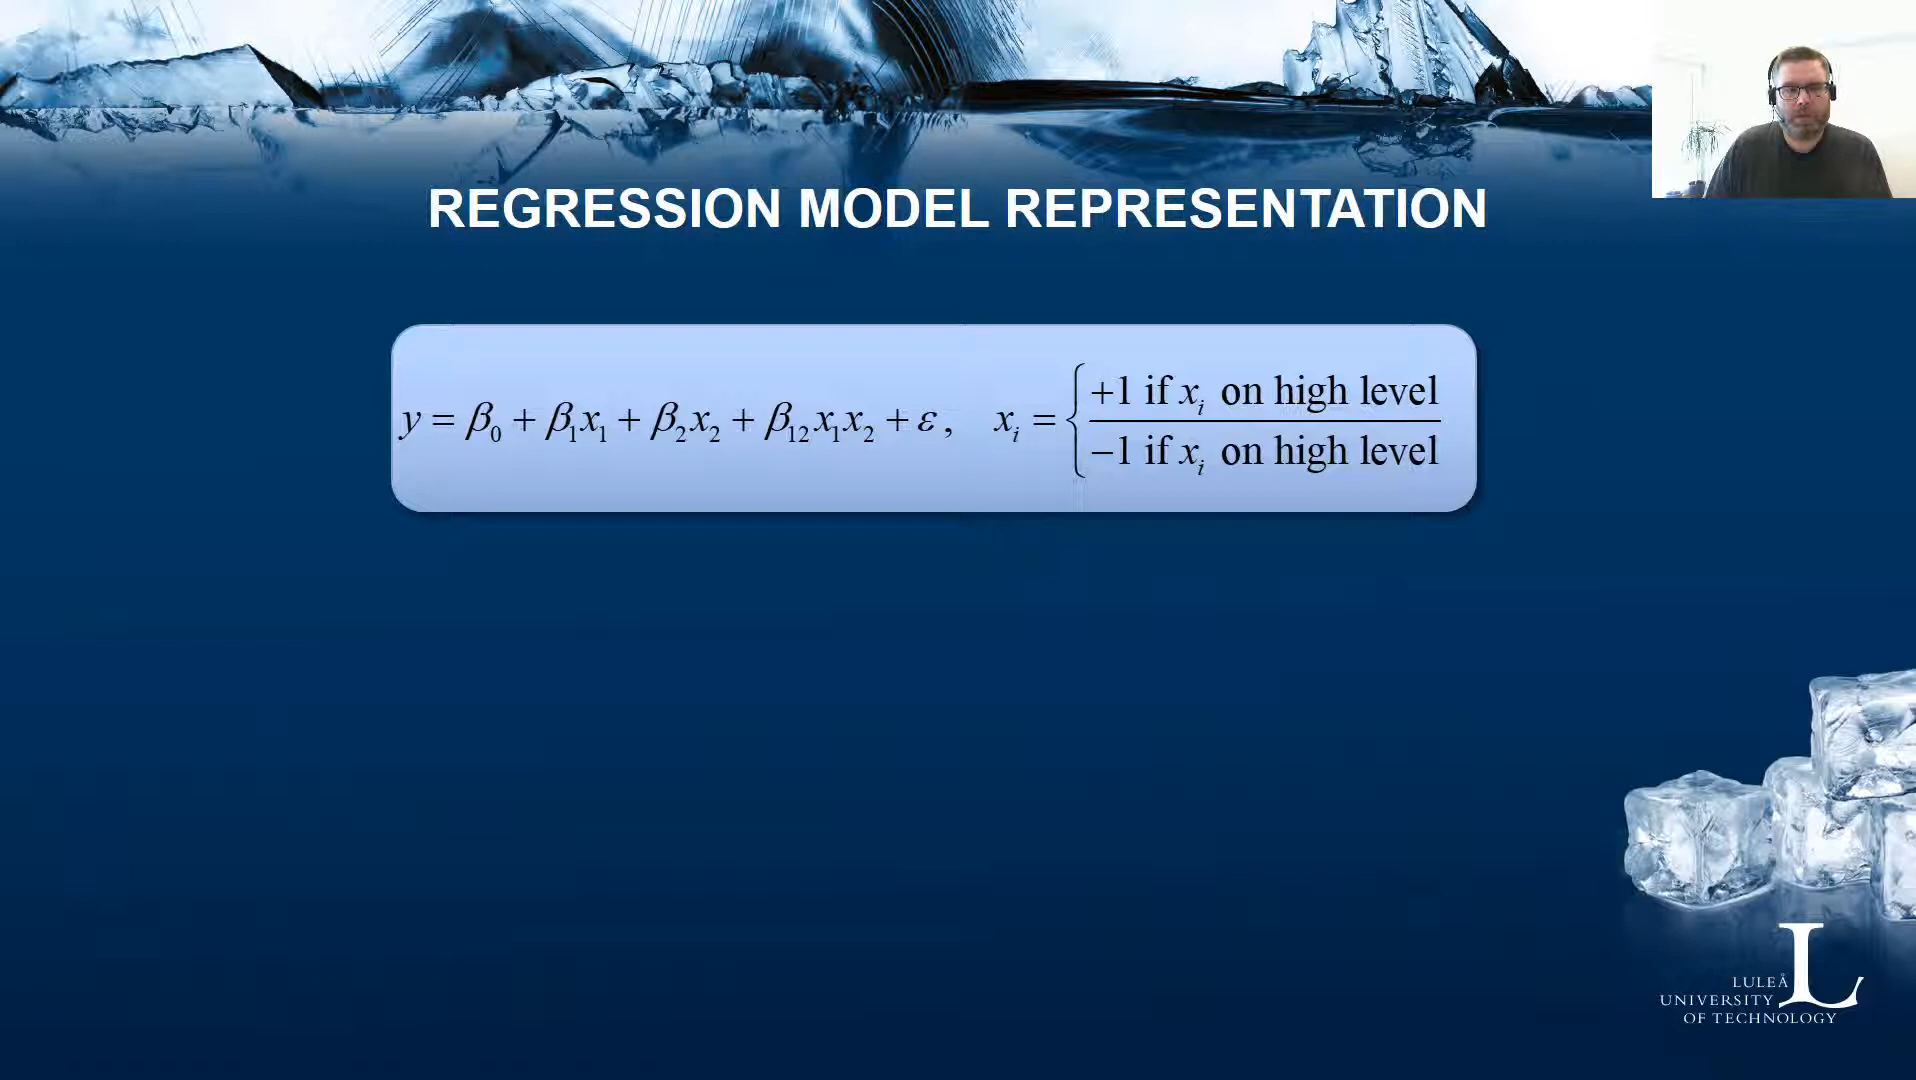 REGRESSION MODEL REPRESENTATION
y = β₀ + β₁x₁ + β₂x₂ + β₁₂x₁x₂ + ε, xᵢ = { +1 if xᵢ on high level
−1 if xᵢ on high level
LULEÅ
UNIVERSITY
OF TECHNOLOGY
L